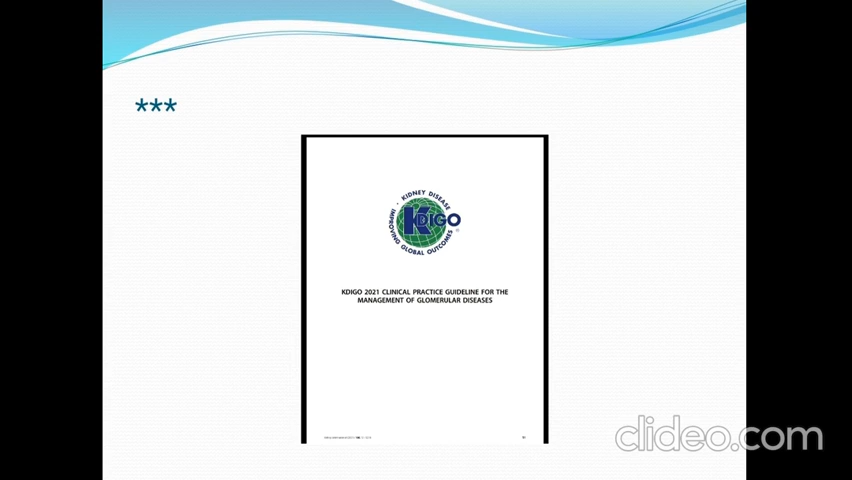 ***
KIDNEY DISEASE
KDIGO
IMPROVING GLOBAL OUTCOMES
KDIGO 2021 CLINICAL PRACTICE GUIDELINE FOR THE
MANAGEMENT OF GLOMERULAR DISEASES
clideo.com